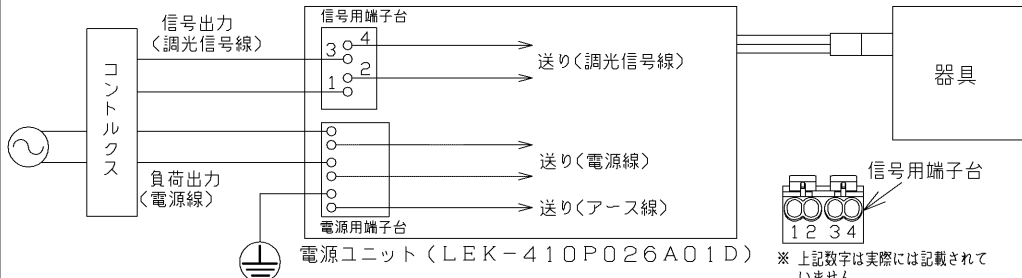 信号出力
(調光信号線)
コントルクス
負荷出力
(電源線)
信号用端子台
4
3
2
1
送り(調光信号線)
送り(電源線)
送り(アース線)
電源用端子台
電源ユニット(LEK-410P026A01D)
器具
信号用端子台
1 2 3 4
※ 上記数字は実際には記載されて
いません